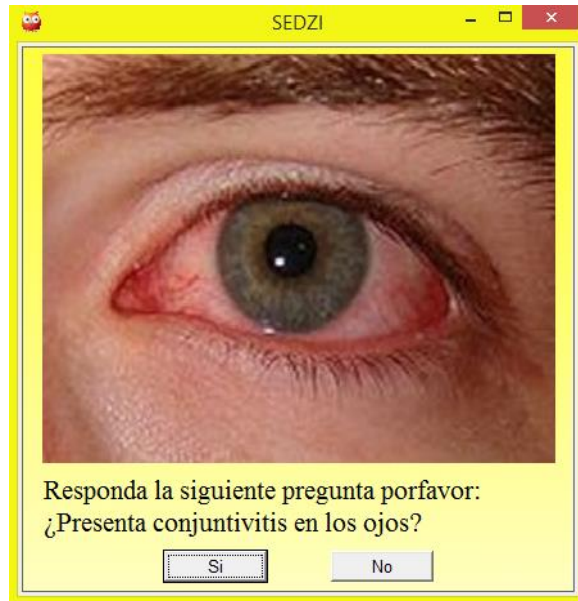 SEDZI
Responda la siguiente pregunta porfavor:
¿Presenta conjuntivitis en los ojos?
Si No